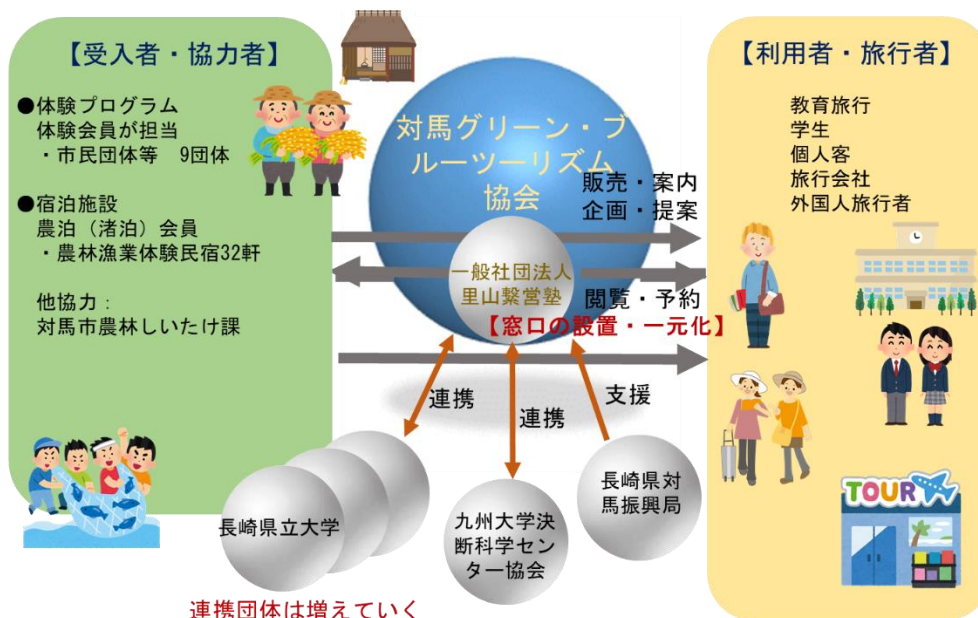 【受入者・協力者】
●体験プログラム
体験会員が担当
・市民団体等 9団体
●宿泊施設
農泊（渚泊）会員
・農林漁業体験民宿32軒
他協力：
対馬市農林しいたけ課
対馬グリーン・ブ
ルーツーリズム
協会
販売・案内
企画・提案
一般社団法人
里山繋営塾
閲覧・予約
【窓口の設置・一元化】
連携
連携
支援
長崎県立大学
九州大学決
断科学セン
ター協会
長崎県対
馬振興局
連携団体は増えていく
【利用者・旅行者】
教育旅行
学生
個人客
旅行会社
外国人旅行者
TOUR